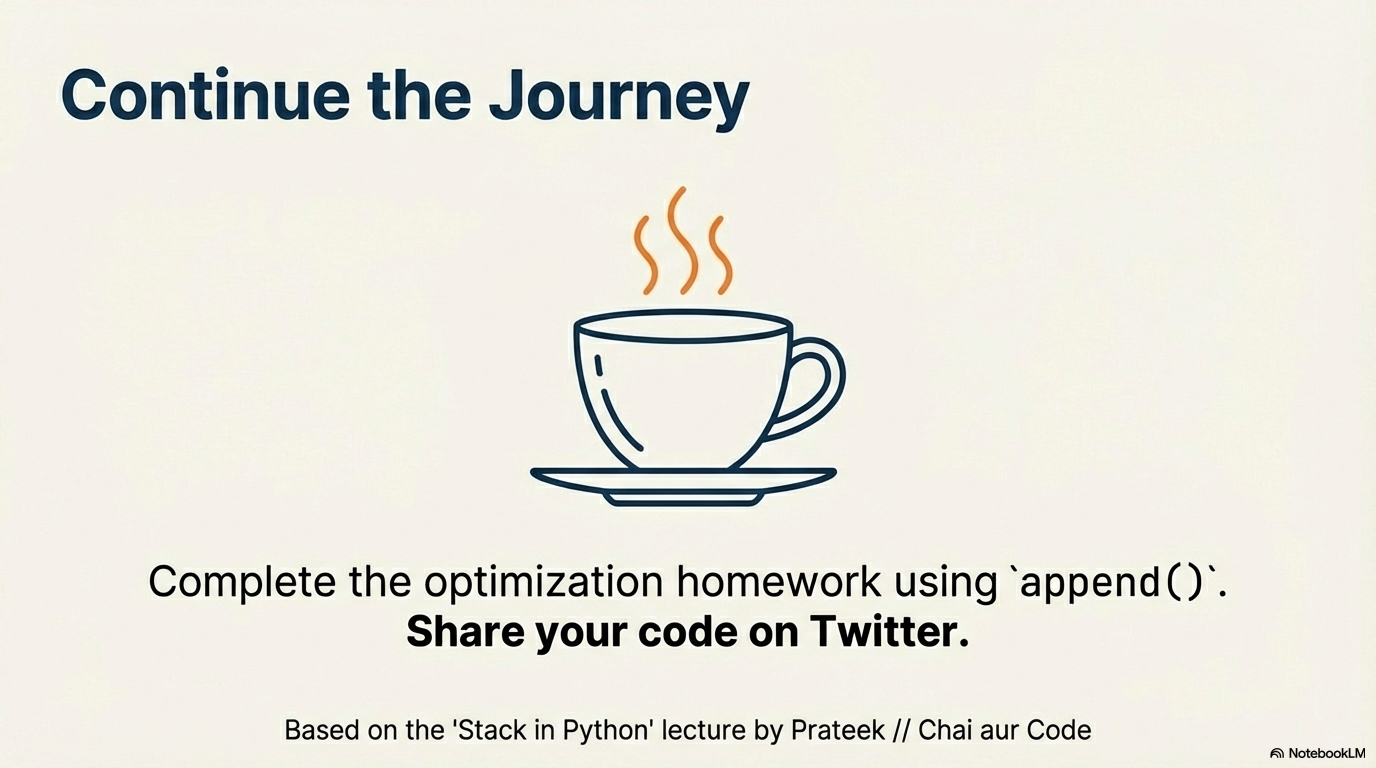 Continue the Journey
Complete the optimization homework using `append()`.
Share your code on Twitter.
Based on the 'Stack in Python' lecture by Prateek // Chai aur Code
NotebookLM